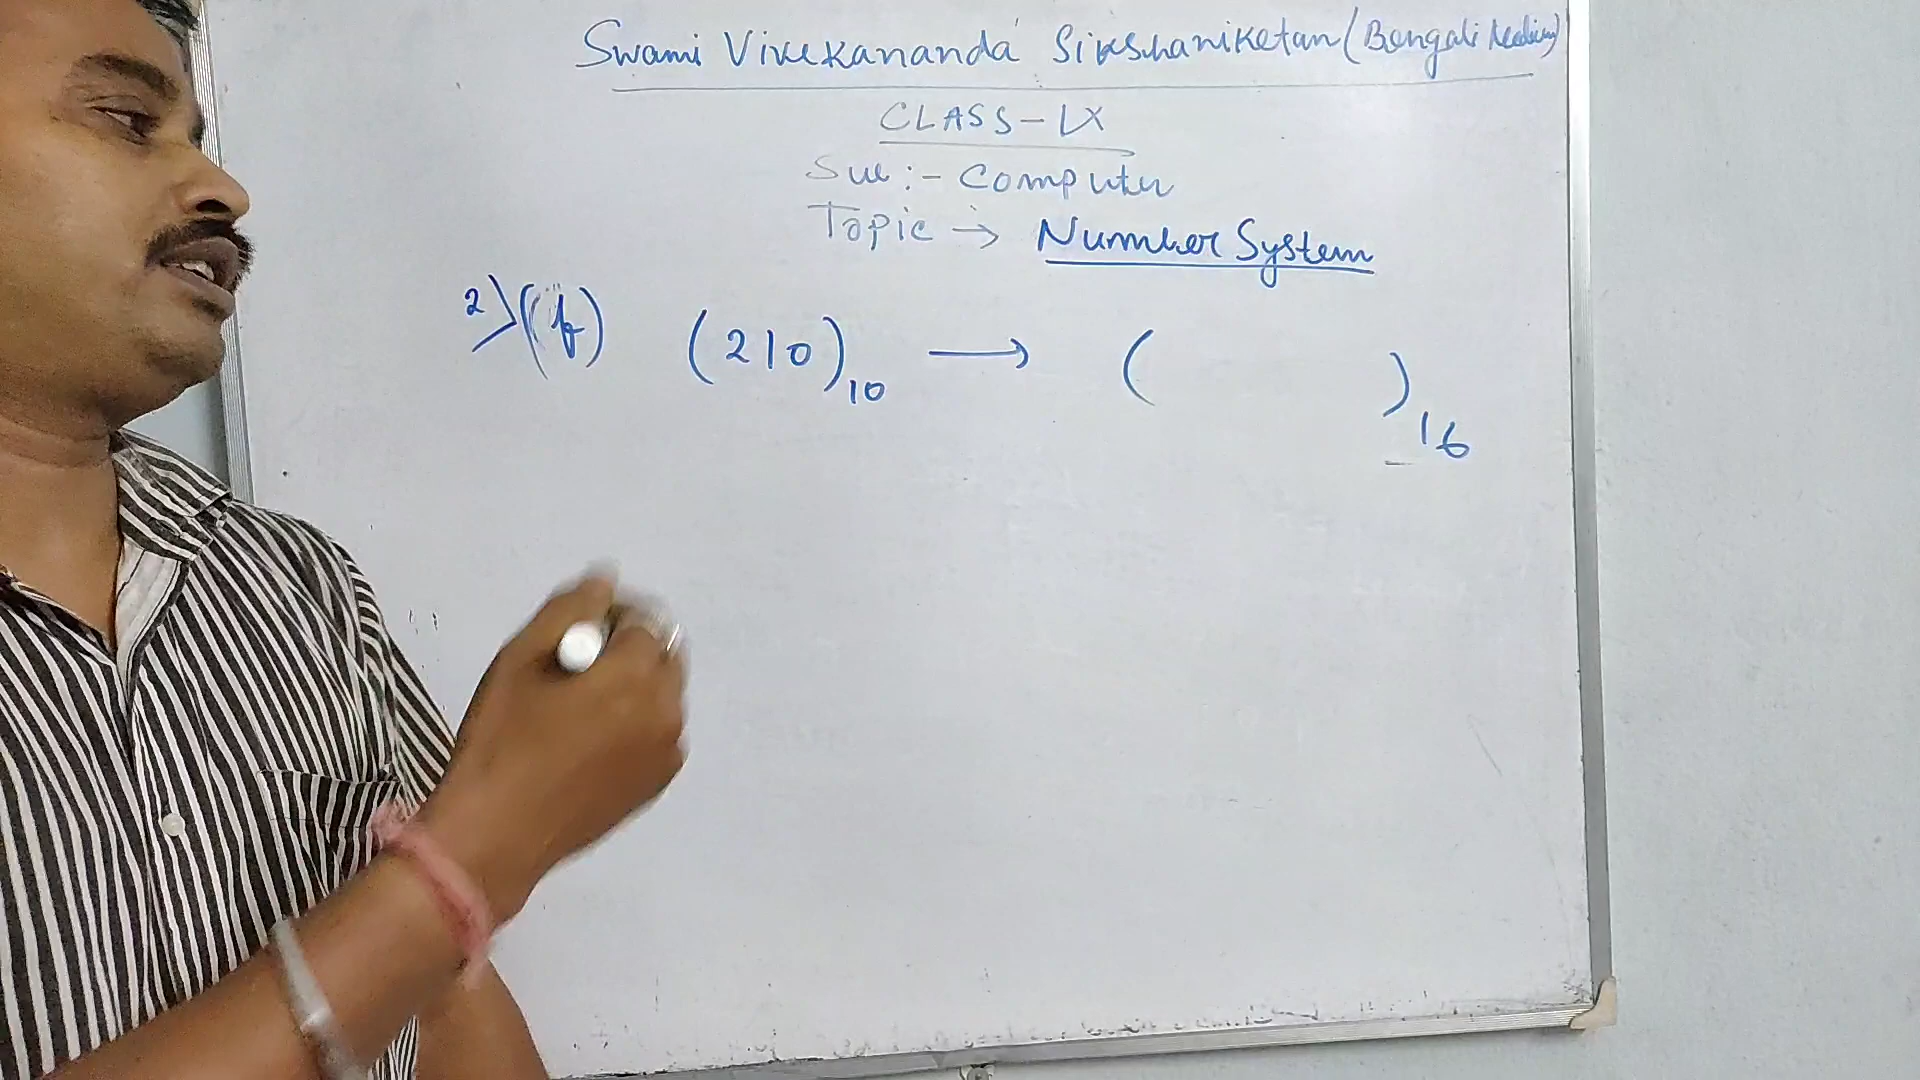 Swami Vivekananda Sikshaniketan (Bengali Medium)
CLASS - IX
Sub :- Computer
Topic → Number System
2> (b) (210)10 → ( )16